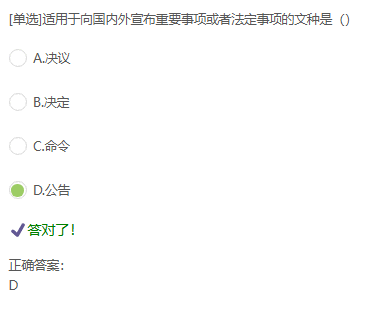 [单选]适用于向国内外宣布重要事项或者法定事项的文种是（）
A.决议
B.决定
C.命令
D.公告
答对了！
正确答案：
D